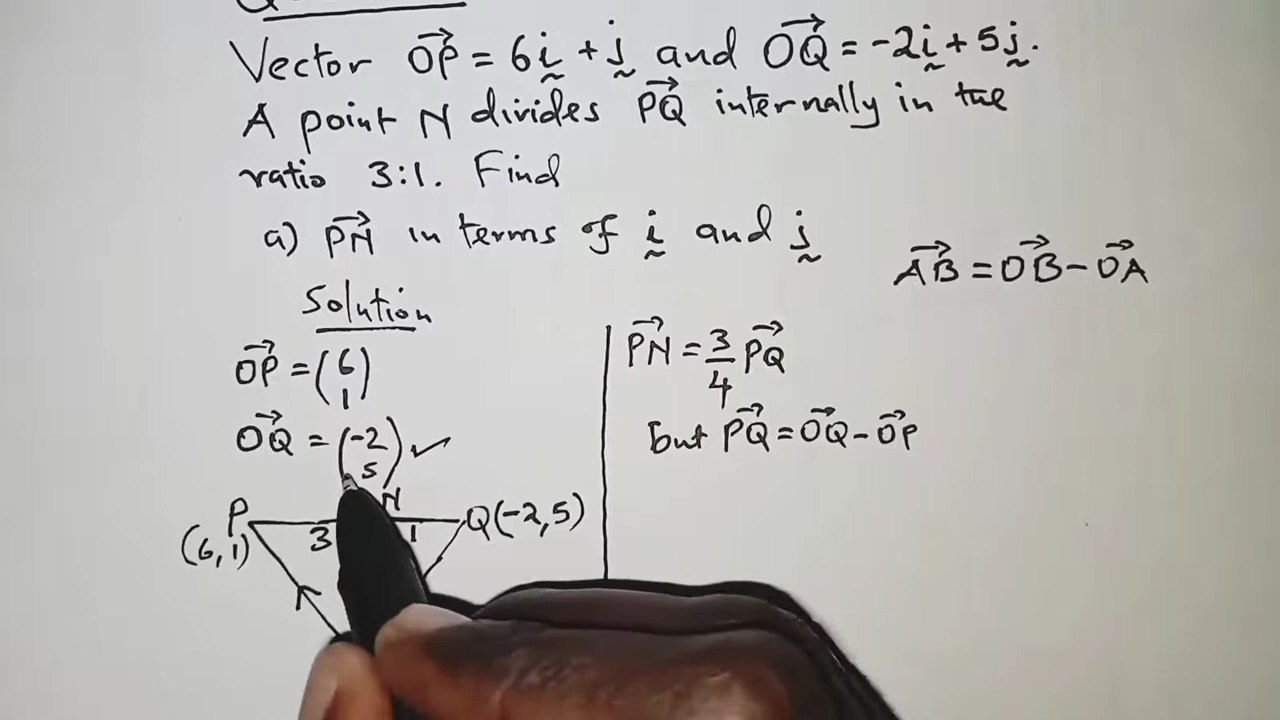 Vector OP = 6i + j and OQ = -2i + 5j.
A point N divides PQ internally in the
ratio 3:1. Find
a) PN in terms of i and j
Solution
OP = (6
1)
OQ = (-2
5) ✓
P
(6, 1)
3
N
1
Q(-2, 5)
AB = OB - OA
PN = 3/4 PQ
but PQ = OQ - OP